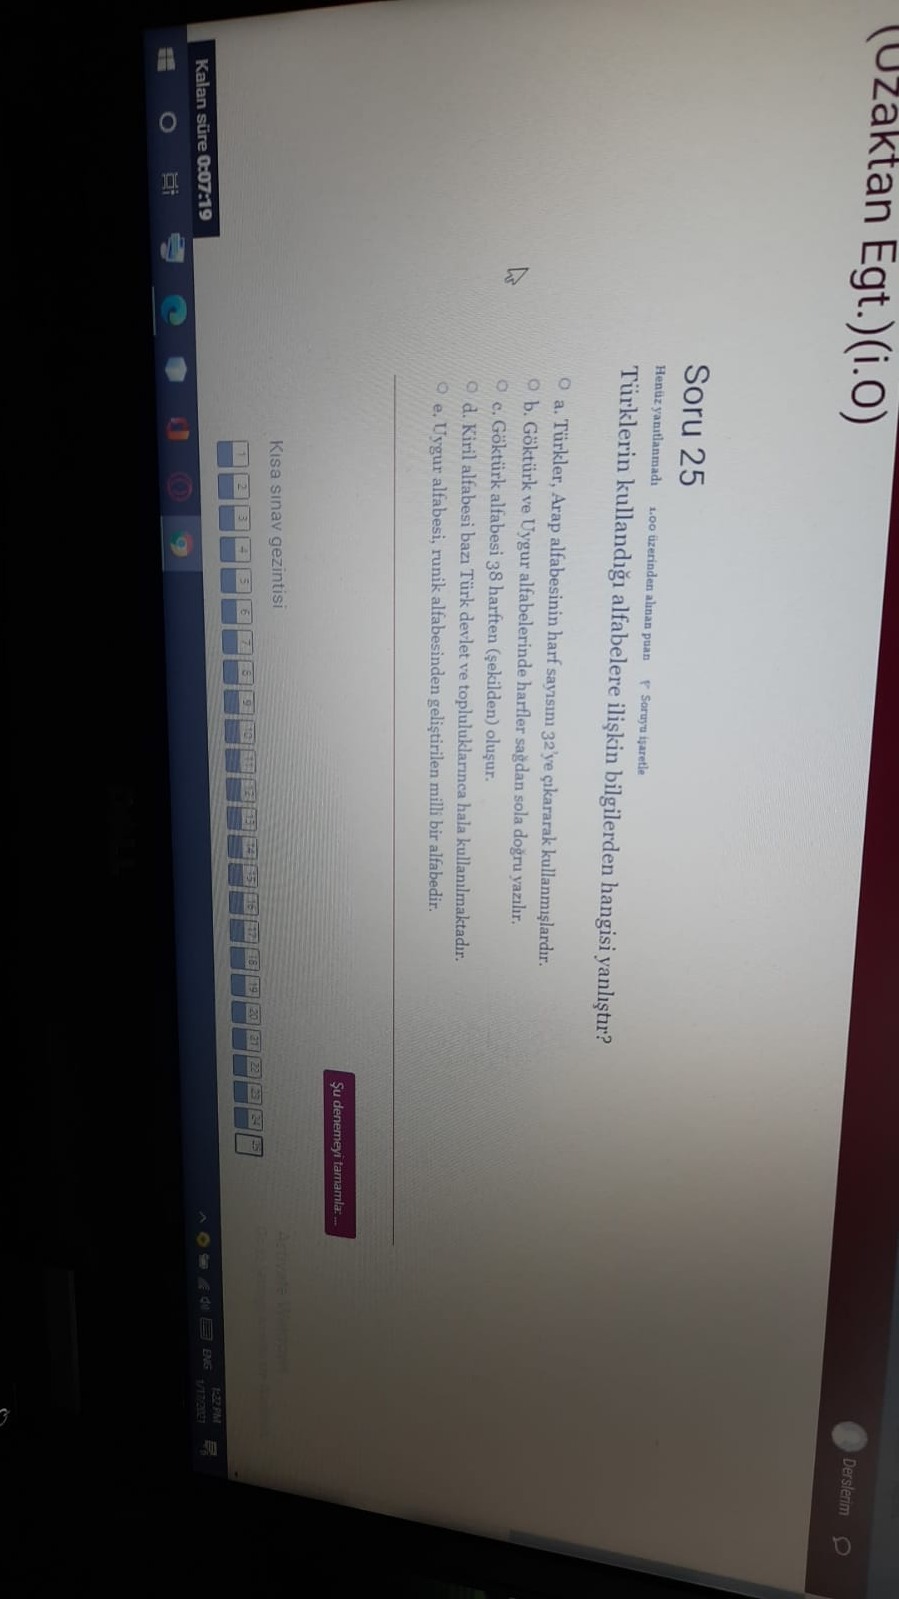 (Uzaktan Egt.)(i.O)
Derslerim
Soru 25
Henüz yanıtlanmadı 1.00 üzerinden alınan puan Soruyu işaretle
Türklerin kullandığı alfabelere ilişkin bilgilerden hangisi yanlıştır?
a. Türkler, Arap alfabesinin harf sayısını 32'ye çıkararak kullanmışlardır.
b. Göktürk ve Uygur alfabelerinde harfler sağdan sola doğru yazılır.
c. Göktürk alfabesi 38 harften (şekilden) oluşur.
d. Kiril alfabesi bazı Türk devlet ve topluluklarınca hala kullanılmaktadır.
e. Uygur alfabesi, runik alfabesinden geliştirilen millî bir alfabedir.
Şu denemeyi tamamla: ...
Kısa sınav gezintisi
Activate Windows
1 2 3 4 5 6 7 8 9 10 11 12 13 14 15 16 17 18 19 20 21 22 23 24 25
Kalan süre 0:07:19
ENG
1:22 PM
1/17/2021
DELL